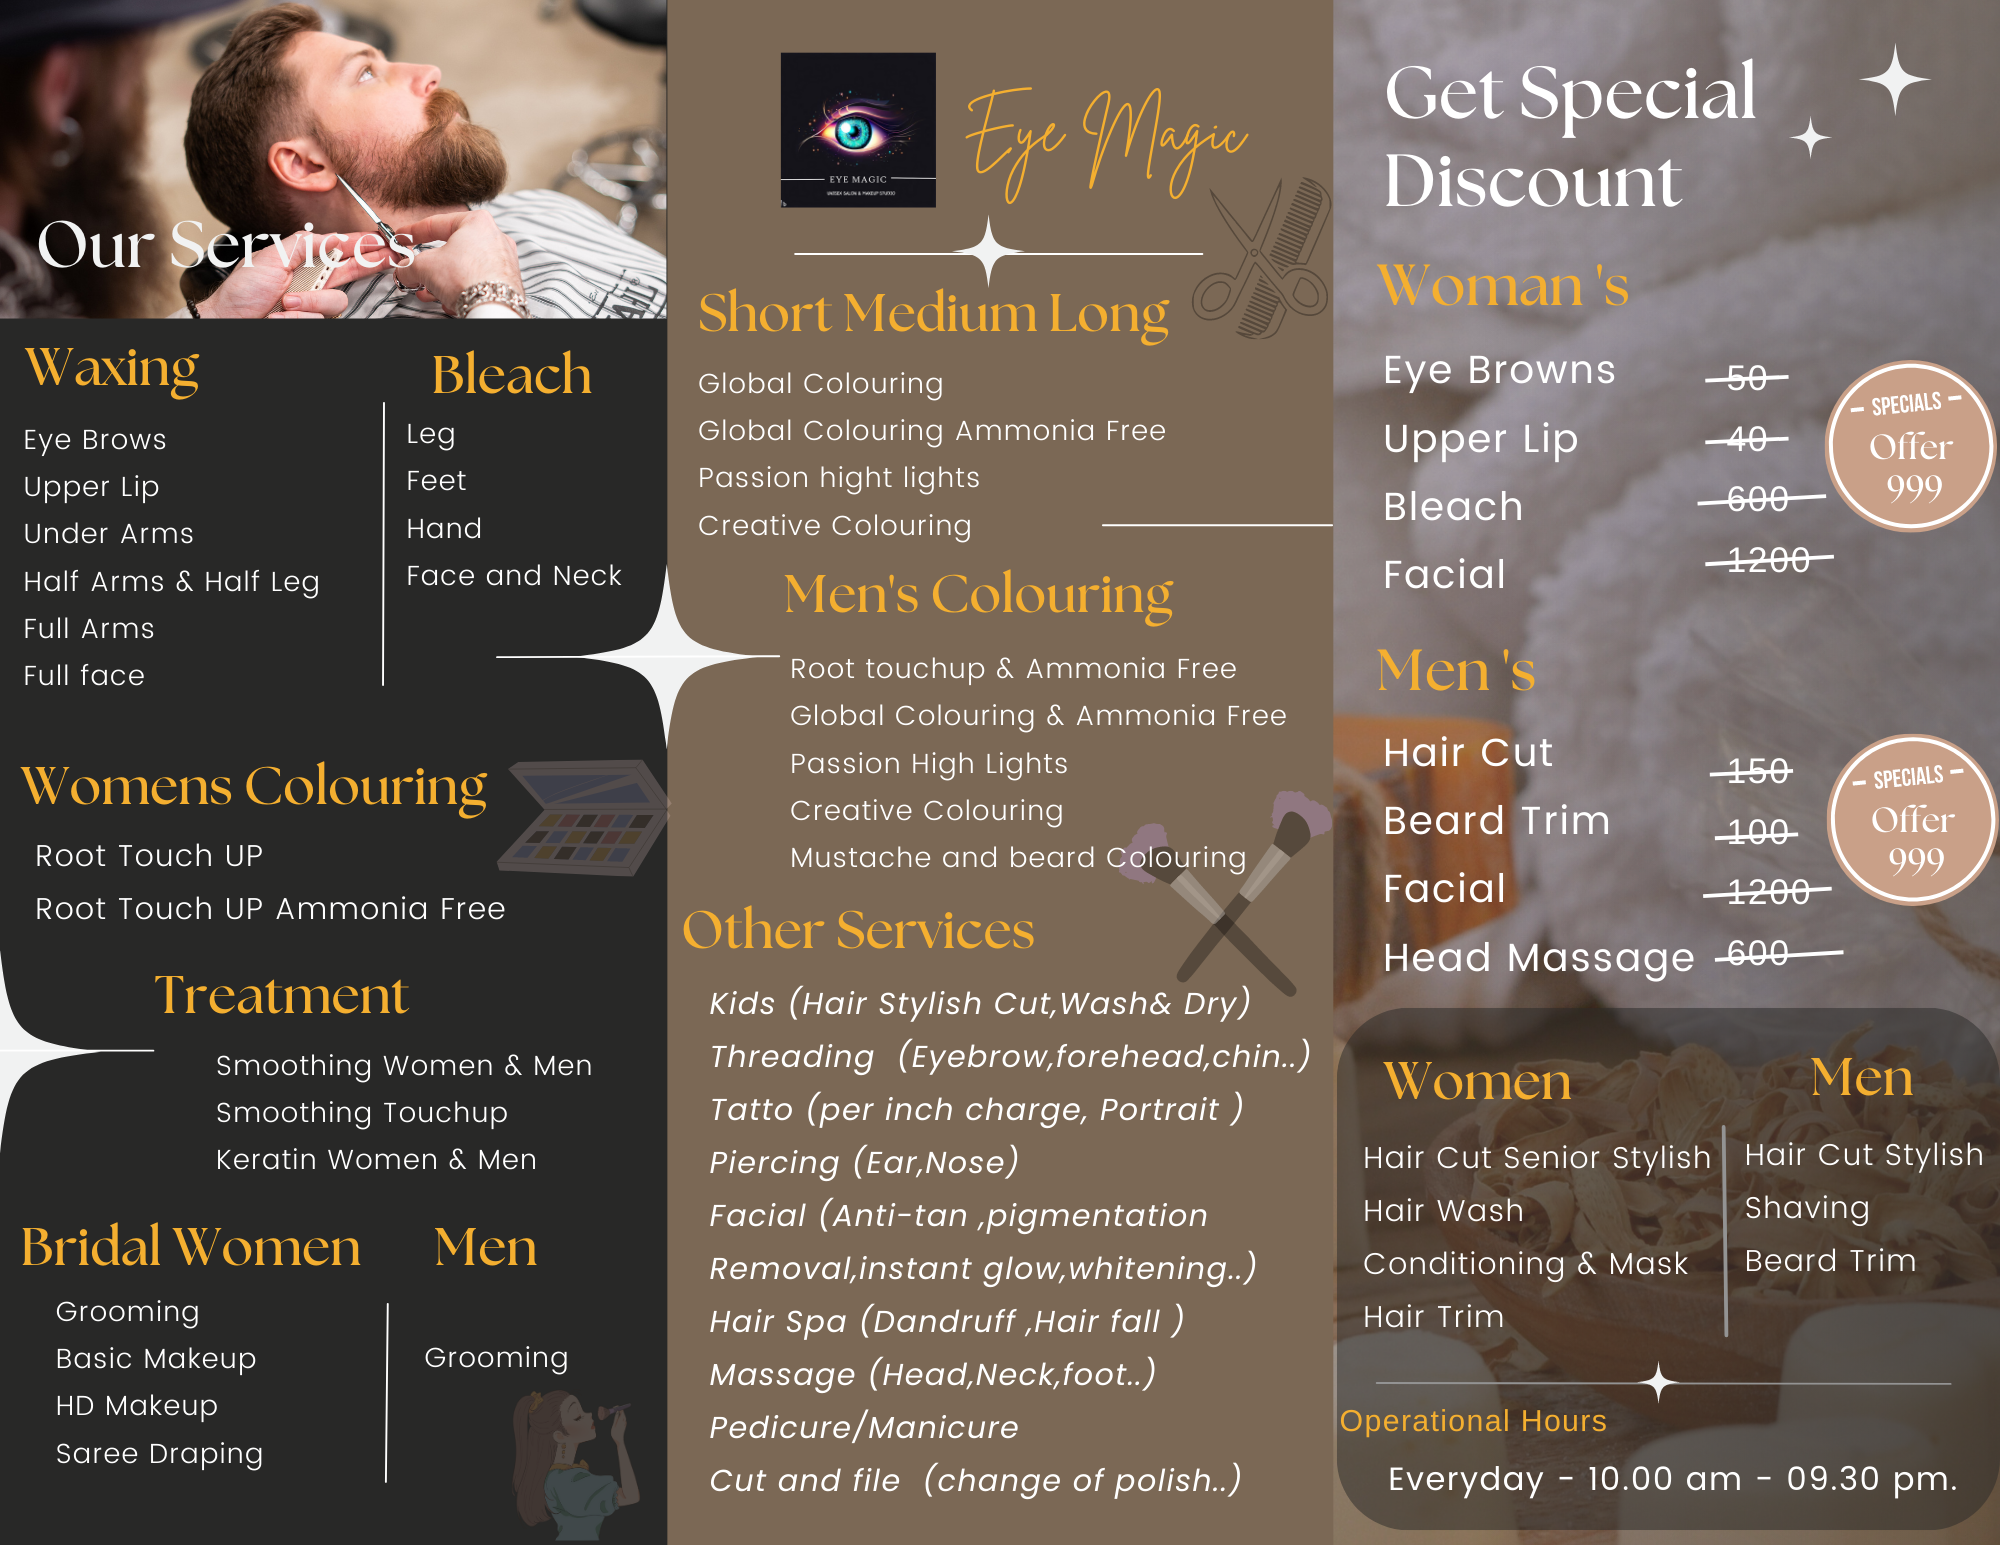 Our Services
Waxing
Eye Brows
Upper Lip
Under Arms
Half Arms & Half Leg
Full Arms
Full face
Bleach
Leg
Feet
Hand
Face and Neck
Womens Colouring
Root Touch UP
Root Touch UP Ammonia Free
Treatment
Smoothing Women & Men
Smoothing Touchup
Keratin Women & Men
Bridal Women
Grooming
Basic Makeup
HD Makeup
Saree Draping
Men
Grooming
EYE MAGIC
UNISEX SALON & MAKEUP STUDIO
Eye Magic
Short Medium Long
Global Colouring
Global Colouring Ammonia Free
Passion hight lights
Creative Colouring
Men's Colouring
Root touchup & Ammonia Free
Global Colouring & Ammonia Free
Passion High Lights
Creative Colouring
Mustache and beard Colouring
Other Services
Kids (Hair Stylish Cut,Wash& Dry)
Threading (Eyebrow,forehead,chin..)
Tatto (per inch charge, Portrait )
Piercing (Ear,Nose)
Facial (Anti-tan ,pigmentation
Removal,instant glow,whitening..)
Hair Spa (Dandruff ,Hair fall )
Massage (Head,Neck,foot..)
Pedicure/Manicure
Cut and file (change of polish..)
Get Special
Discount
Woman 's
Eye Browns 50
Upper Lip 40
Bleach 600
Facial 1200
SPECIALS
Offer
999
Men 's
Hair Cut 150
Beard Trim 100
Facial 1200
Head Massage 600
SPECIALS
Offer
999
Women
Hair Cut Senior Stylish
Hair Wash
Conditioning & Mask
Hair Trim
Men
Hair Cut Stylish
Shaving
Beard Trim
Operational Hours
Everyday - 10.00 am - 09.30 pm.